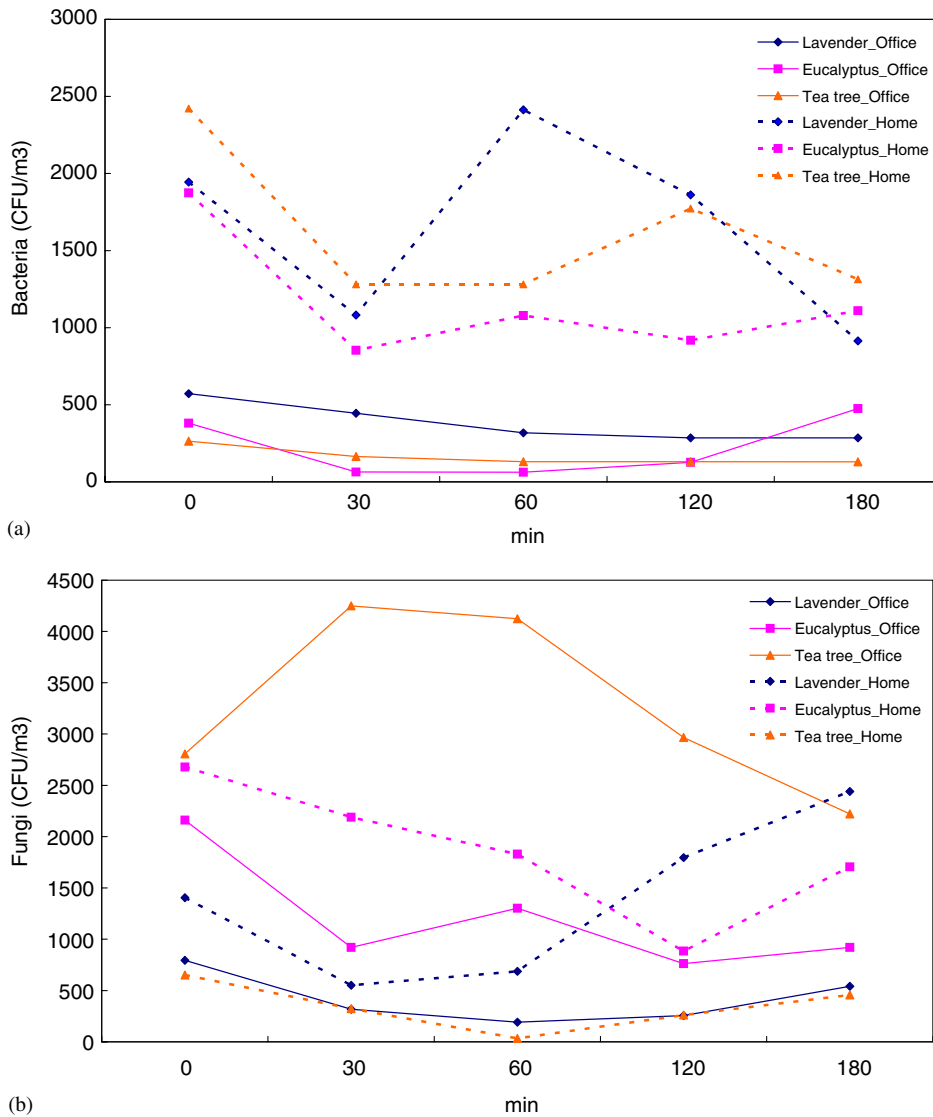 3000
2500
2000
1500
1000
500
0
Bacteria (CFU/m3)
Lavender_Office
Eucalyptus_Office
Tea tree_Office
Lavender_Home
Eucalyptus_Home
Tea tree_Home
0 30 60 120 180
min
(a)
4500
4000
3500
3000
2500
2000
1500
1000
500
0
Fungi (CFU/m3)
Lavender_Office
Eucalyptus_Office
Tea tree_Office
Lavender_Home
Eucalyptus_Home
Tea tree_Home
0 30 60 120 180
min
(b)